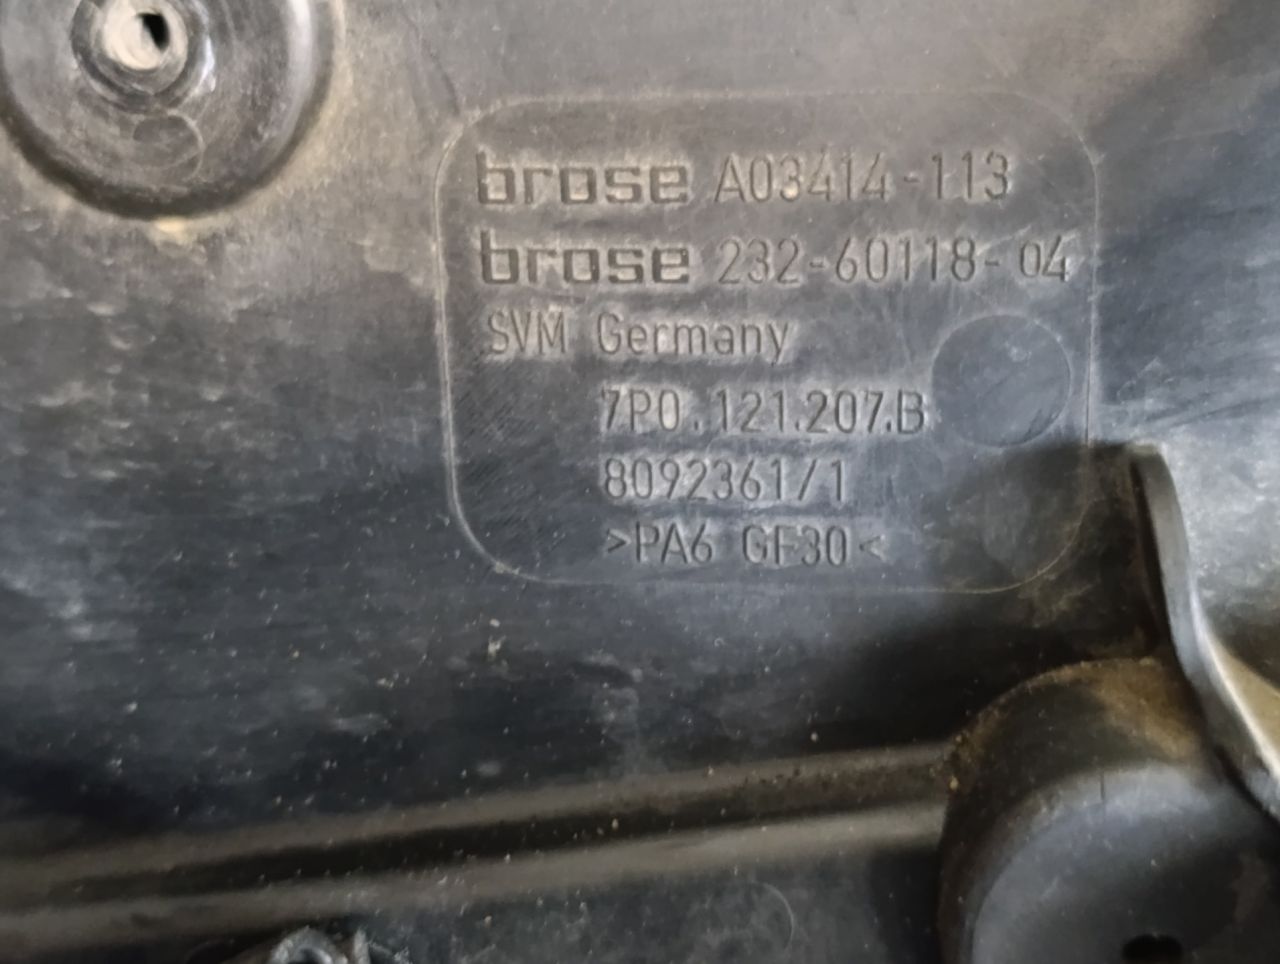 brose A03414-113
brose 232-60118-04
SVM Germany
7P0.121.207.B
8092361/1
>PA6 GF30<